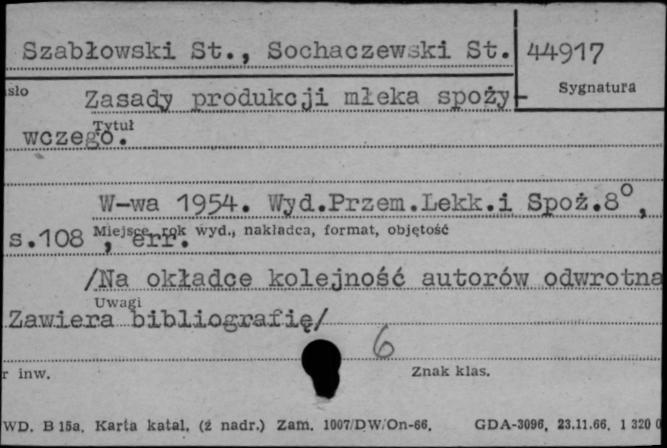 Szabłowski St., Sochaczewski St. 44917
Sygnatura
sło Zasady produkcji mleka spoży-
Tytuł
wczego.
W-wa 1954. Wyd.Przem.Lekk.i Spoż.8°,
Miejsce, rok wyd., nakładca, format, objętość
s.108 , err.
/Na okładce kolejność autorów odwrotna
Uwagi
Zawiera bibliografię/
6
r inw. Znak klas.
WD. B 15a. Karta katal. (z nadr.) Zam. 1007/DW/On-66. GDA-3096. 23.11.66. 1 320 0